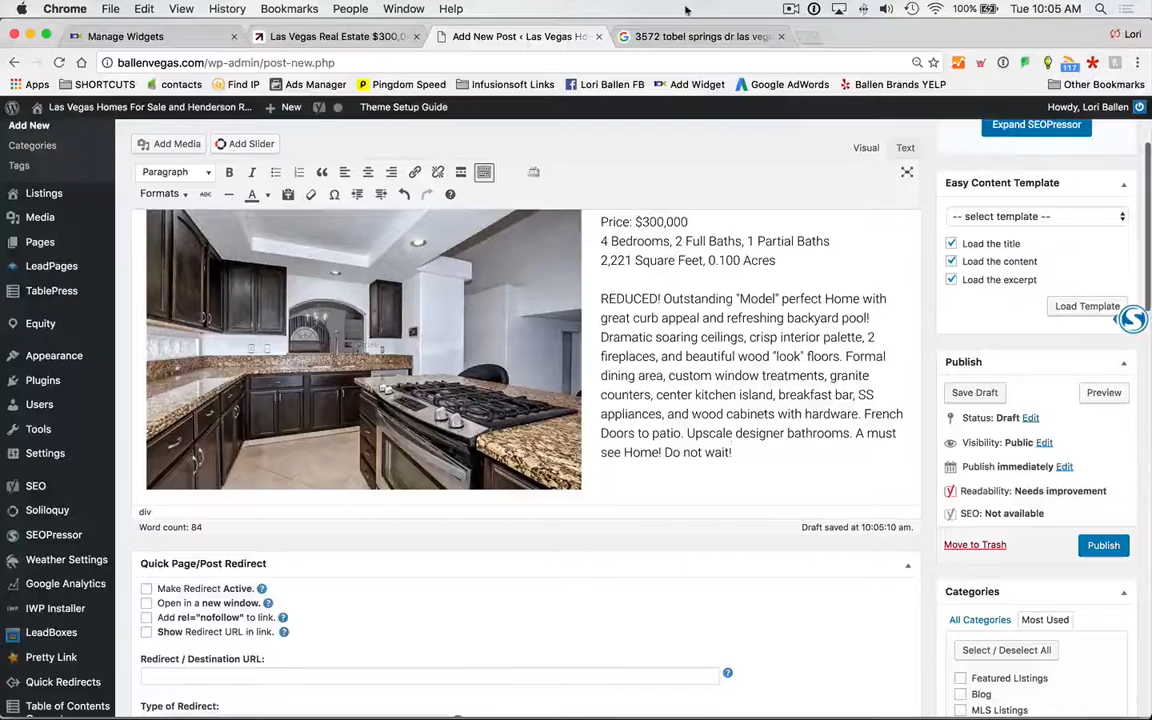 Chrome File Edit View History Bookmarks People Window Help 100% Tue 10:05 AM
Manage Widgets Las Vegas Real Estate $300,0 Add New Post ‹ Las Vegas Ho 3572 tobel springs dr las veg Lori
ballenvegas.com/wp-admin/post-new.php
Apps SHORTCUTS contacts Find IP Ads Manager Pingdom Speed Infusionsoft Links Lori Ballen FB Add Widget Google AdWords Ballen Brands YELP Other Bookmarks
Las Vegas Homes For Sale and Henderson R... New Theme Setup Guide Howdy, Lori Ballen
Add New
Categories
Tags
Listings
Media
Pages
LeadPages
TablePress
Equity
Appearance
Plugins
Users
Tools
Settings
SEO
Soliloquy
SEOPressor
Weather Settings
Google Analytics
IWP Installer
LeadBoxes
Pretty Link
Quick Redirects
Table of Contents
Add Media Add Slider Visual Text
Paragraph
Formats
Price: $300,000
4 Bedrooms, 2 Full Baths, 1 Partial Baths
2,221 Square Feet, 0.100 Acres
REDUCED! Outstanding "Model" perfect Home with
great curb appeal and refreshing backyard pool!
Dramatic soaring ceilings, crisp interior palette, 2
fireplaces, and beautiful wood "look" floors. Formal
dining area, custom window treatments, granite
counters, center kitchen island, breakfast bar, SS
appliances, and wood cabinets with hardware. French
Doors to patio. Upscale designer bathrooms. A must
see Home! Do not wait!
div
Word count: 84 Draft saved at 10:05:10 am.
Quick Page/Post Redirect
Make Redirect Active.
Open in a new window.
Add rel="nofollow" to link.
Show Redirect URL in link.
Redirect / Destination URL:
Type of Redirect:
Expand SEOPressor
Easy Content Template
-- select template --
Load the title
Load the content
Load the excerpt
Load Template
Publish
Save Draft Preview
Status: Draft Edit
Visibility: Public Edit
Publish immediately Edit
Readability: Needs improvement
SEO: Not available
Move to Trash Publish
Categories
All Categories Most Used
Select / Deselect All
Featured LIstings
Blog
MLS Listings